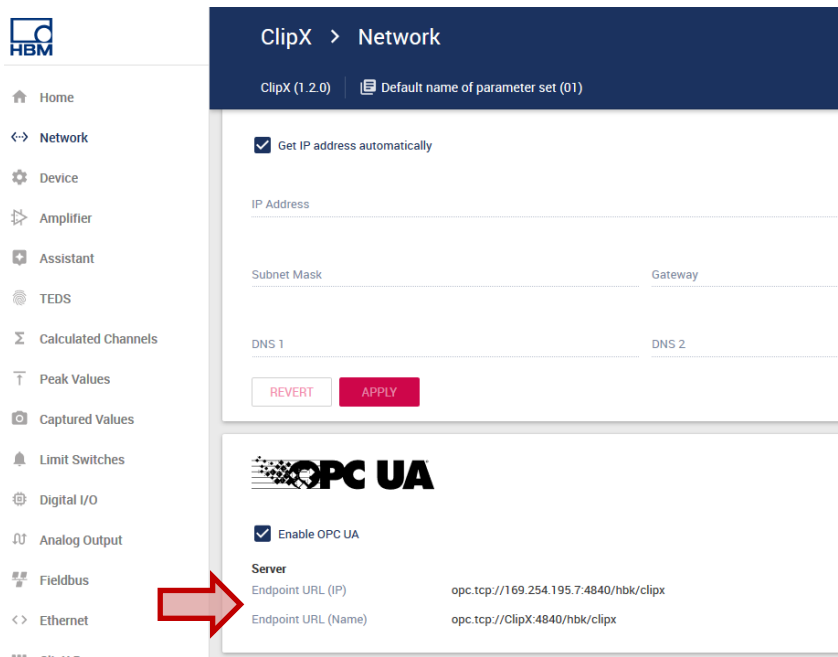 HBM
ClipX > Network
ClipX (1.2.0) Default name of parameter set (01)
Home
Network
Device
Amplifier
Assistant
TEDS
Calculated Channels
Peak Values
Captured Values
Limit Switches
Digital I/O
Analog Output
Fieldbus
Ethernet
Get IP address automatically
IP Address
Subnet Mask Gateway
DNS 1 DNS 2
REVERT APPLY
OPC UA
Enable OPC UA
Server
Endpoint URL (IP) opc.tcp://169.254.195.7:4840/hbk/clipx
Endpoint URL (Name) opc.tcp://ClipX:4840/hbk/clipx